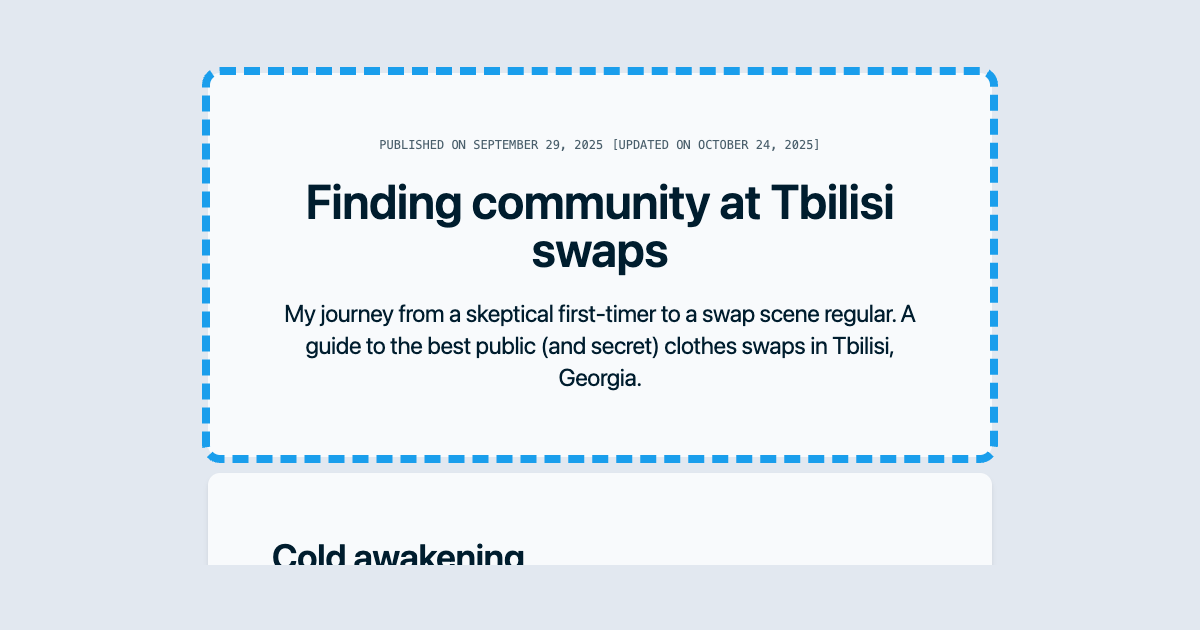 PUBLISHED ON SEPTEMBER 29, 2025 [UPDATED ON OCTOBER 24, 2025]
Finding community at Tbilisi
swaps
My journey from a skeptical first-timer to a swap scene regular. A
guide to the best public (and secret) clothes swaps in Tbilisi,
Georgia.
Cold awakening